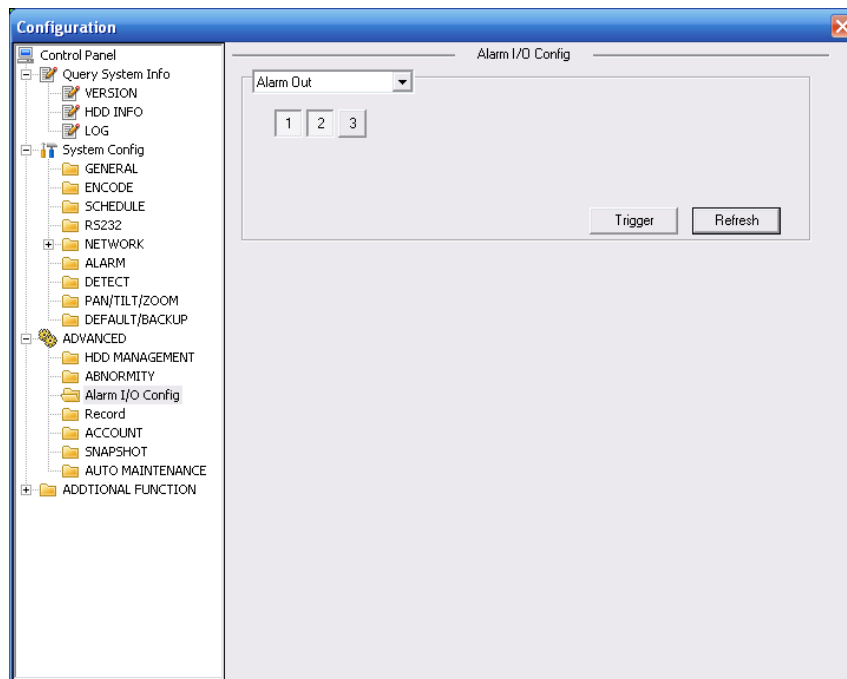 Configuration
Control Panel
Query System Info
VERSION
HDD INFO
LOG
System Config
GENERAL
ENCODE
SCHEDULE
RS232
NETWORK
ALARM
DETECT
PAN/TILT/ZOOM
DEFAULT/BACKUP
ADVANCED
HDD MANAGEMENT
ABNORMITY
Alarm I/O Config
Record
ACCOUNT
SNAPSHOT
AUTO MAINTENANCE
ADDTIONAL FUNCTION
Alarm I/O Config
Alarm Out
1 2 3
Trigger Refresh